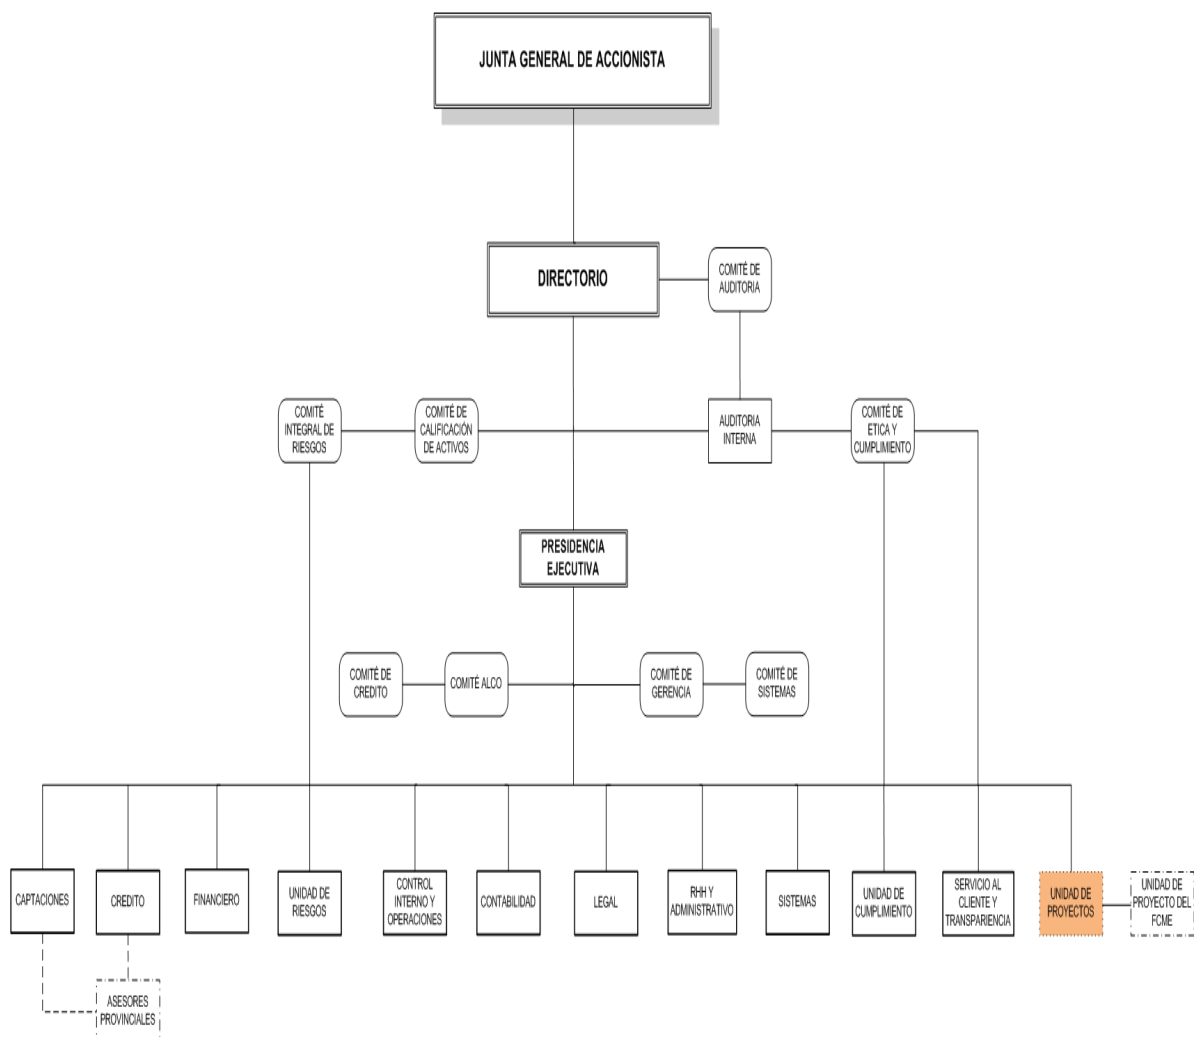 JUNTA GENERAL DE ACCIONISTA
DIRECTORIO
COMITÉ DE
AUDITORIA
COMITÉ
INTEGRAL DE
RIESGOS
COMITÉ DE
CALIFICACIÓN
DE ACTIVOS
AUDITORIA
INTERNA
COMITÉ DE
ETICA Y
CUMPLIMIENTO
PRESIDENCIA
EJECUTIVA
COMITÉ DE
CREDITO
COMITÉ ALCO
COMITÉ DE
GERENCIA
COMITÉ DE
SISTEMAS
CAPTACIONES
CREDITO
FINANCIERO
UNIDAD DE
RIESGOS
CONTROL
INTERNO Y
OPERACIONES
CONTABILIDAD
LEGAL
RHH Y
ADMINISTRATIVO
SISTEMAS
UNIDAD DE
CUMPLIMIENTO
SERVICIO AL
CLIENTE Y
TRANSPARIENCIA
UNIDAD DE
PROYECTOS
UNIDAD DE
PROYECTO DEL
FCME
ASESORES
PROVINCIALES